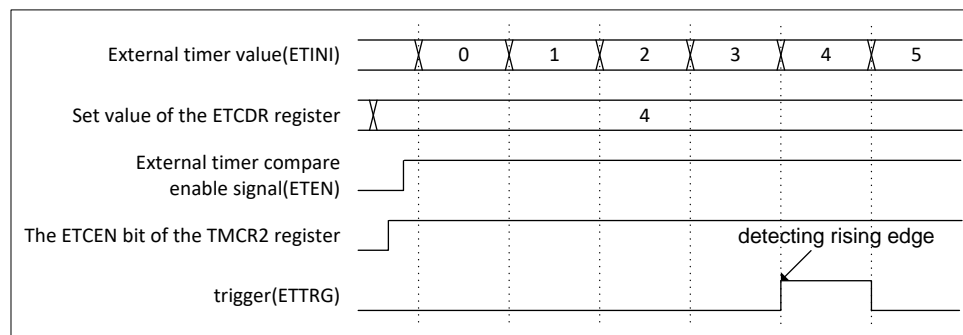 External timer value(ETINI) 0 1 2 3 4 5
Set value of the ETCDR register 4
External timer compare
enable signal(ETEN)
The ETCEN bit of the TMCR2 register
detecting rising edge
trigger(ETTRG)